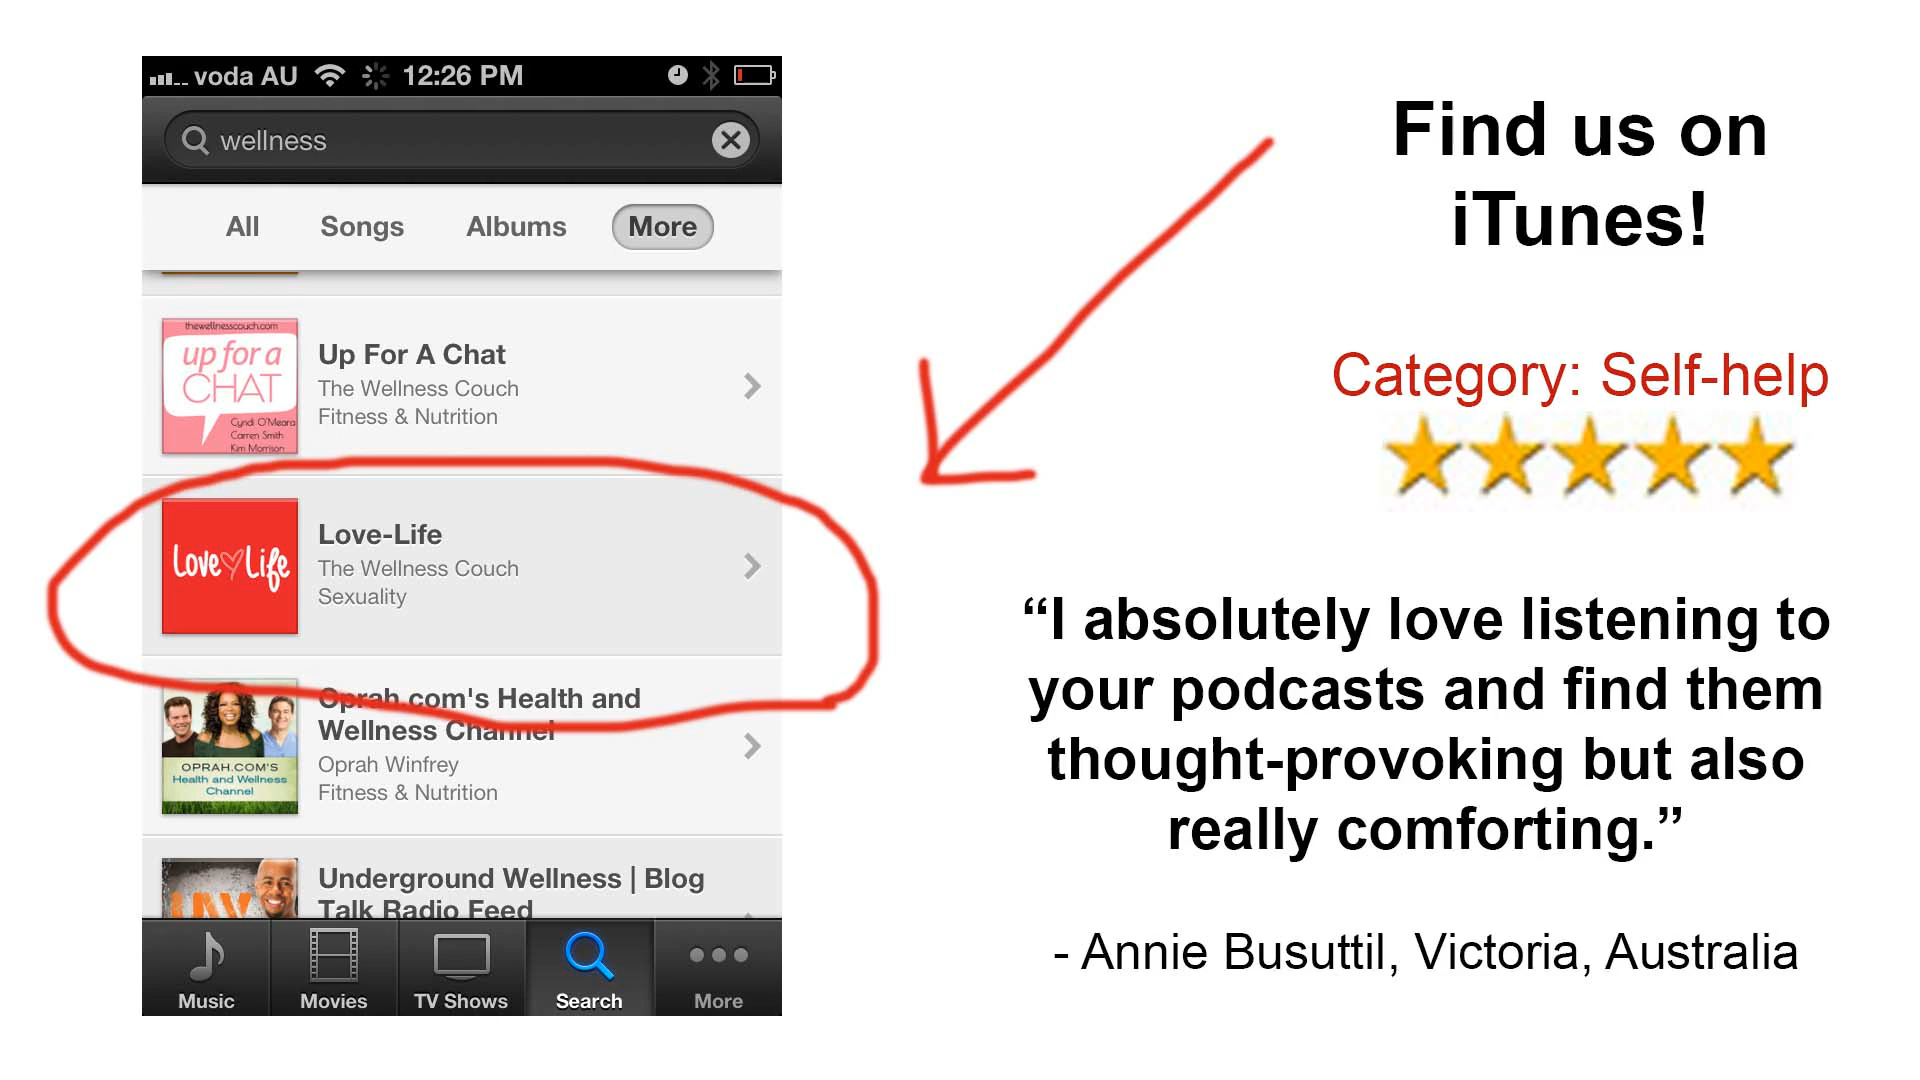 voda AU 12:26 PM
wellness
All Songs Albums More
thewellnesscouch.com
up for a
CHAT
Cyndi O'Meara
Carren Smith
Kim Morrison
Up For A Chat
The Wellness Couch
Fitness & Nutrition
Love Life
Love-Life
The Wellness Couch
Sexuality
OPRAH.COM'S
Health and Wellness
Channel
Oprah.com's Health and
Wellness Channel
Oprah Winfrey
Fitness & Nutrition
Underground Wellness | Blog
Talk Radio Feed
Music Movies TV Shows Search More
Find us on
iTunes!
Category: Self-help
“I absolutely love listening to
your podcasts and find them
thought-provoking but also
really comforting.”
- Annie Busuttil, Victoria, Australia